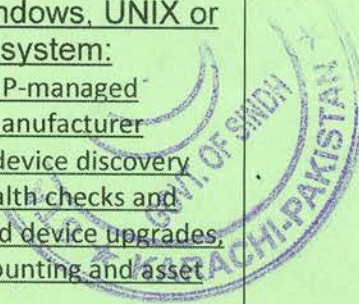 ndows, UNIX or
system:
P-managed
anufacturer
device discovery
alth checks and
d device upgrades,
ounting and asset
GOVT. OF SINDH
KARACHI-PAKISTAN